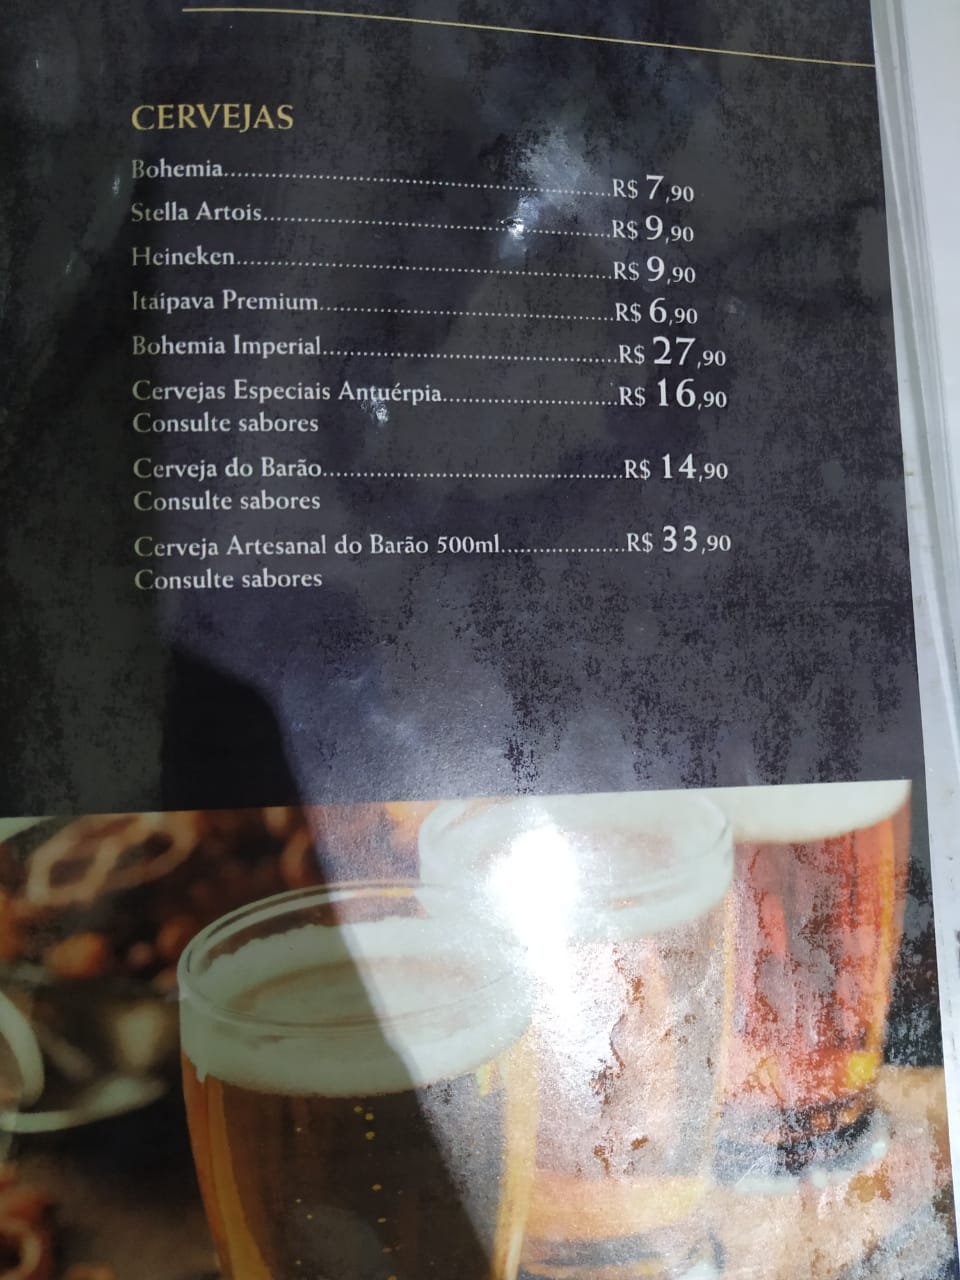 CERVEJAS
Bohemia..........R$ 7,90
Stella Artois..........R$ 9,90
Heineken..........R$ 9,90
Itaipava Premium..........R$ 6,90
Bohemia Imperial..........R$ 27,90
Cervejas Especiais Antuérpia..........R$ 16,90
Consulte sabores
Cerveja do Barão..........R$ 14,90
Consulte sabores
Cerveja Artesanal do Barão 500ml..........R$ 33,90
Consulte sabores